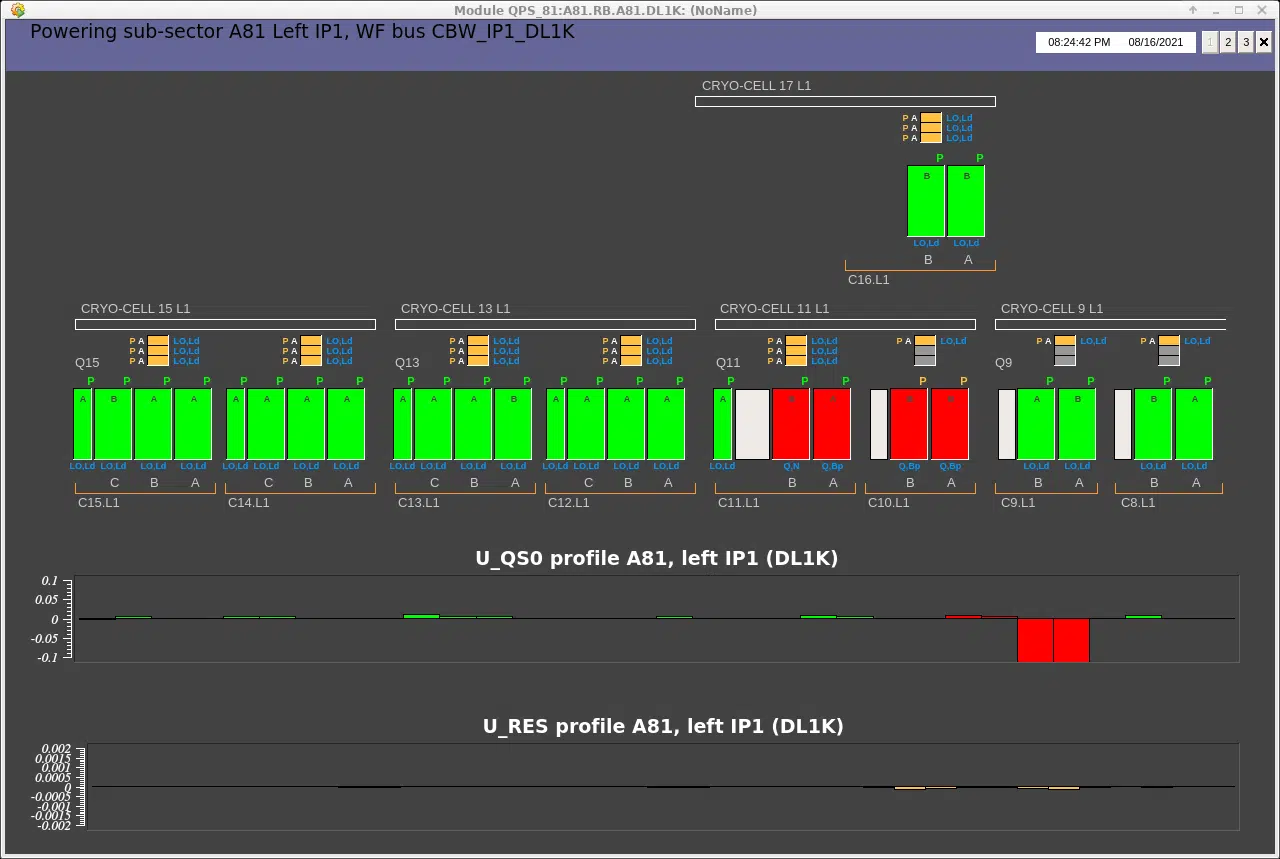 Module QPS_81:A81.RB.A81.DL1K: (NoName)
Powering sub-sector A81 Left IP1, WF bus CBW_IP1_DL1K
08:24:42 PM 08/16/2021
1 2 3
CRYO-CELL 17 L1
P A LO,Ld
P A LO,Ld
P A LO,Ld
P P
B B
LO,Ld LO,Ld
B A
C16.L1
CRYO-CELL 15 L1 CRYO-CELL 13 L1 CRYO-CELL 11 L1 CRYO-CELL 9 L1
P A LO,Ld P A LO,Ld P A LO,Ld P A LO,Ld P A LO,Ld P A LO,Ld P A LO,Ld P A LO,Ld
P A LO,Ld P A LO,Ld P A LO,Ld P A LO,Ld P A LO,Ld
P A LO,Ld P A LO,Ld P A LO,Ld P A LO,Ld P A LO,Ld
Q15 Q13 Q11 Q9
P P P P P P P P P P P P P P P P P P P P P P P P P
A B A A A A A A A A A B A A A A A A B B A
LO,Ld LO,Ld LO,Ld LO,Ld LO,Ld LO,Ld LO,Ld LO,Ld LO,Ld LO,Ld LO,Ld LO,Ld LO,Ld LO,Ld LO,Ld LO,Ld LO,Ld Q,N Q,Bp Q,Bp Q,Bp LO,Ld LO,Ld LO,Ld LO,Ld
C B A C B A C B A C B A B A B A B A B A
C15.L1 C14.L1 C13.L1 C12.L1 C11.L1 C10.L1 C9.L1 C8.L1
U_QS0 profile A81, left IP1 (DL1K)
0.1
0.05
0
-0.05
-0.1
U_RES profile A81, left IP1 (DL1K)
0.002
0.0015
0.001
0.0005
0
-0.0005
-0.001
-0.0015
-0.002